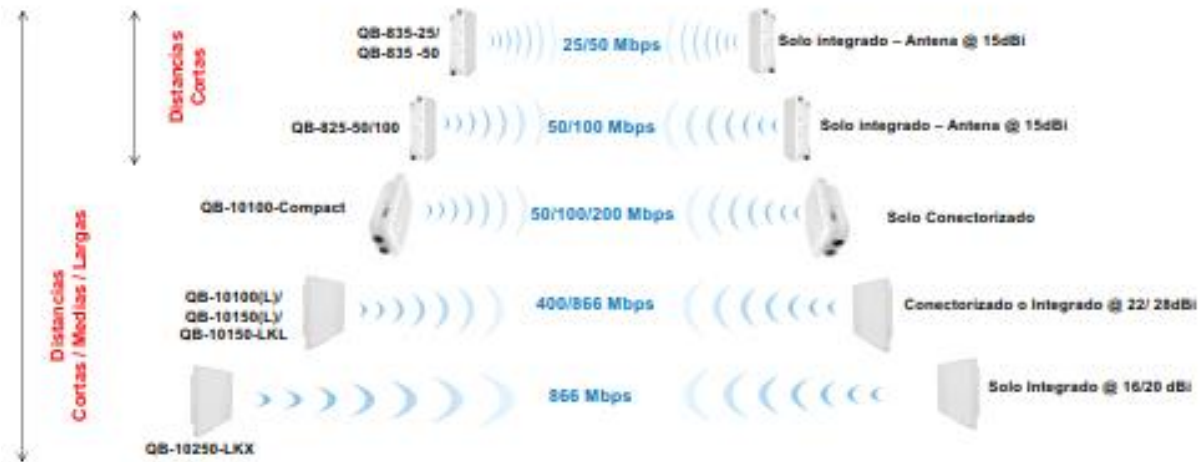 QB-835-25/
QB-835 -50
25/50 Mbps
Solo integrado – Antena @ 15dBi
Distancias
Cortas
QB-825-50/100
50/100 Mbps
Solo integrado – Antena @ 15dBi
QB-10100-Compact
50/100/200 Mbps
Solo Conectorizado
Distancias
Cortas / Medias / Largas
QB-10100(L)/
QB-10150(L)/
QB-10150-LKL
400/866 Mbps
Conectorizado o Integrado @ 22/ 28dBi
866 Mbps
Solo Integrado @ 16/20 dBi
QB-10250-LKX